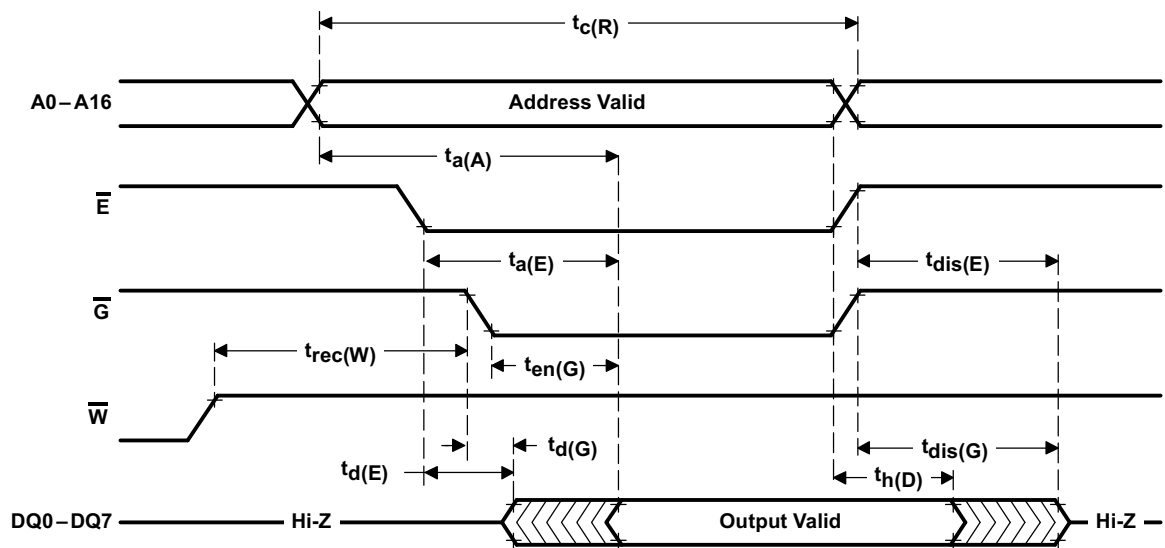 tc(R)
A0–A16
Address Valid
ta(A)
E
ta(E)
tdis(E)
G
trec(W)
ten(G)
W
td(G)
tdis(G)
td(E)
th(D)
DQ0–DQ7
Hi-Z
Output Valid
Hi-Z